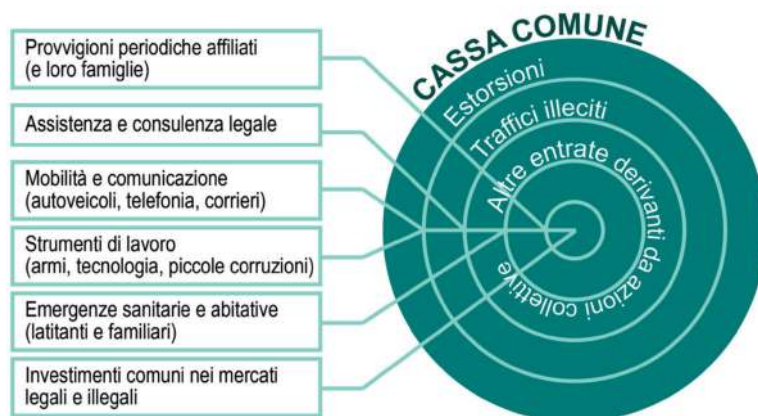 Provvigioni periodiche affiliati
(e loro famiglie)
Assistenza e consulenza legale
Mobilità e comunicazione
(autoveicoli, telefonia, corrieri)
Strumenti di lavoro
(armi, tecnologia, piccole corruzioni)
Emergenze sanitarie e abitative
(latitanti e familiari)
Investimenti comuni nei mercati
legali e illegali
CASSA COMUNE
Estorsioni
Traffici illeciti
Altre entrate derivanti da azioni collettive